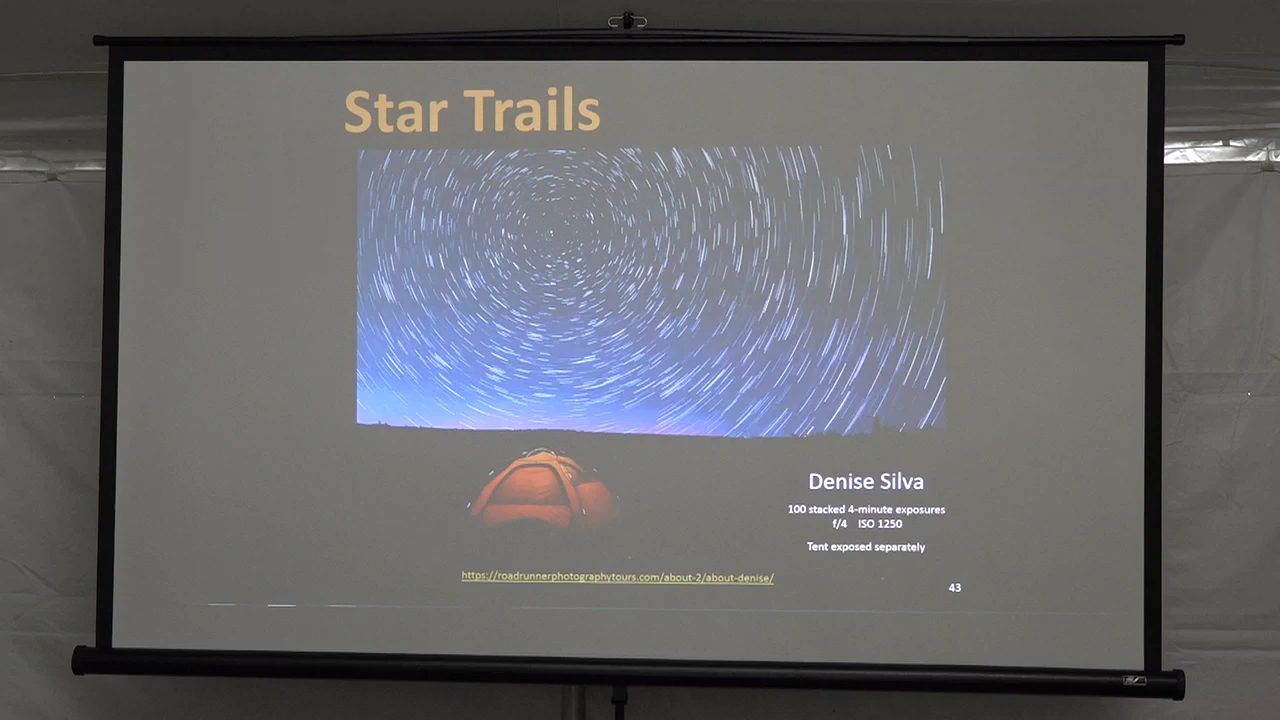 Star Trails
Denise Silva
100 stacked 4-minute exposures
f/4 ISO 1250
Tent exposed separately
https://roadrunnerphotographytours.com/about-2/about-denise/
43